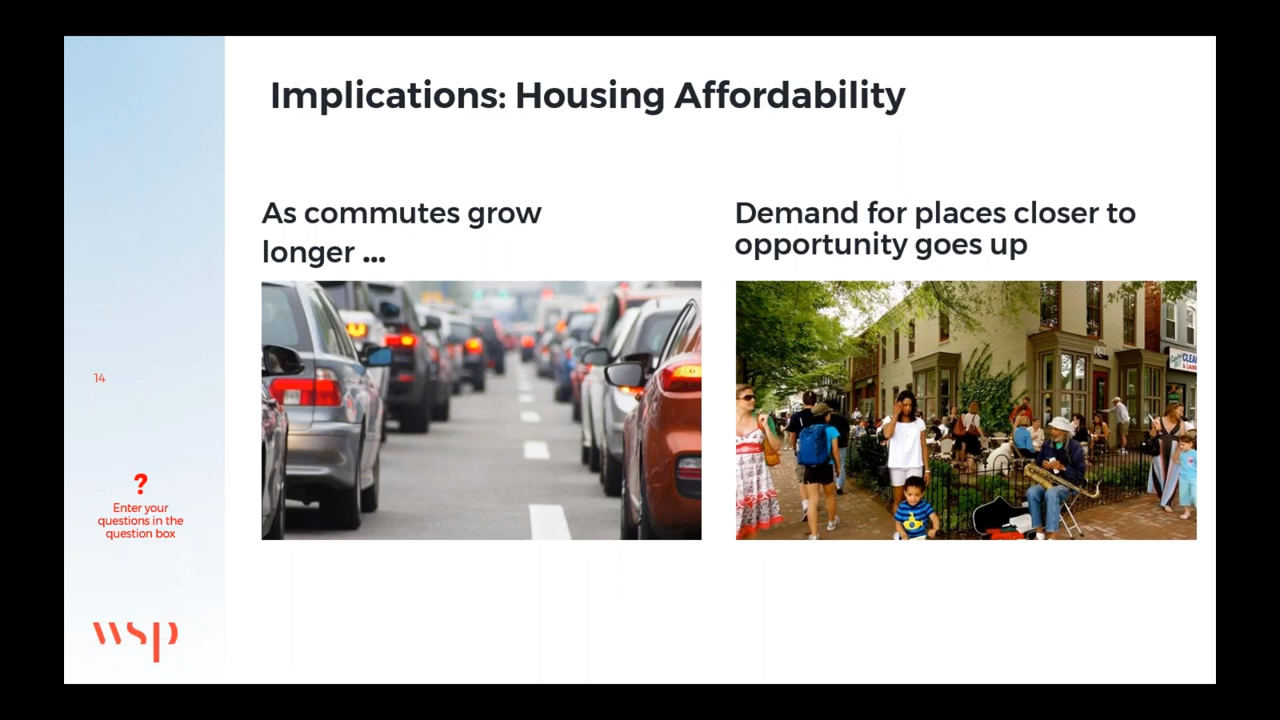 Implications: Housing Affordability
As commutes grow
longer ...
Demand for places closer to
opportunity goes up
14
?
Enter your
questions in the
question box
wsp